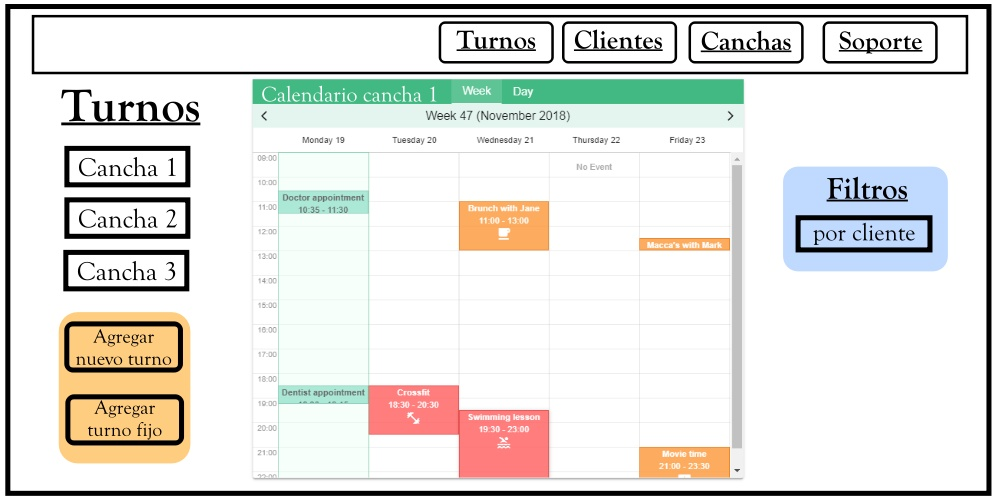 Turnos
Clientes
Canchas
Soporte
Turnos
Cancha 1
Cancha 2
Cancha 3
Agregar
nuevo turno
Agregar
turno fijo
Calendario cancha 1
Week
Day
Week 47 (November 2018)
Monday 19
Tuesday 20
Wednesday 21
Thursday 22
Friday 23
09:00
10:00
11:00
12:00
13:00
14:00
15:00
16:00
17:00
18:00
19:00
20:00
21:00
22:00
Doctor appointment
10:35 - 11:30
Dentist appointment
Crossfit
18:30 - 20:30
Brunch with Jane
11:00 - 13:00
Swimming lesson
19:30 - 23:00
No Event
Macca's with Mark
Movie time
21:00 - 23:30
Filtros
por cliente